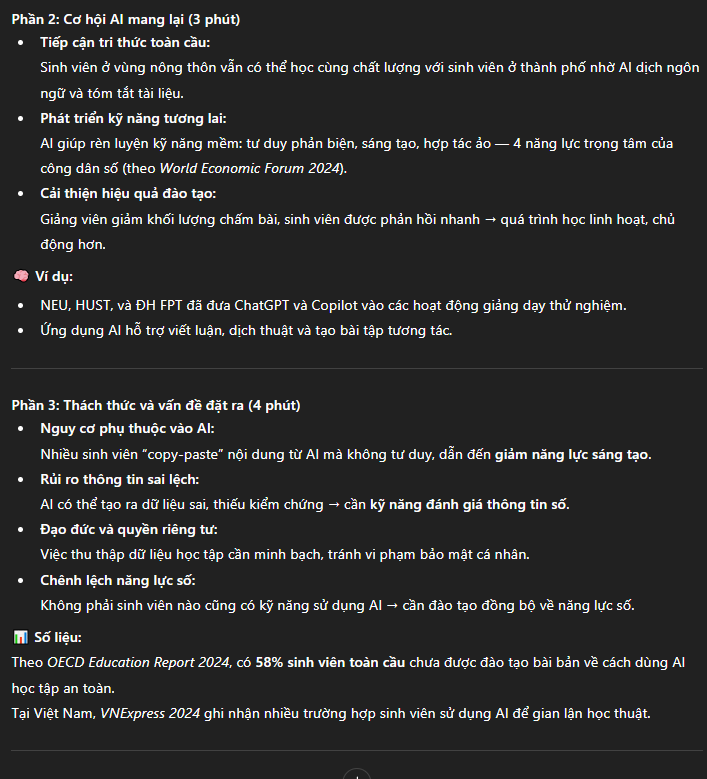 Phần 2: Cơ hội AI mang lại (3 phút)
• Tiếp cận tri thức toàn cầu:
Sinh viên ở vùng nông thôn vẫn có thể học cùng chất lượng với sinh viên ở thành phố nhờ AI dịch ngôn
ngữ và tóm tắt tài liệu.
• Phát triển kỹ năng tương lai:
AI giúp rèn luyện kỹ năng mềm: tư duy phản biện, sáng tạo, hợp tác ảo — 4 năng lực trọng tâm của
công dân số (theo World Economic Forum 2024).
• Cải thiện hiệu quả đào tạo:
Giảng viên giảm khối lượng chấm bài, sinh viên được phản hồi nhanh → quá trình học linh hoạt, chủ
động hơn.
🧠 Ví dụ:
• NEU, HUST, và ĐH FPT đã đưa ChatGPT và Copilot vào các hoạt động giảng dạy thử nghiệm.
• Ứng dụng AI hỗ trợ viết luận, dịch thuật và tạo bài tập tương tác.
Phần 3: Thách thức và vấn đề đặt ra (4 phút)
• Nguy cơ phụ thuộc vào AI:
Nhiều sinh viên “copy-paste” nội dung từ AI mà không tư duy, dẫn đến giảm năng lực sáng tạo.
• Rủi ro thông tin sai lệch:
AI có thể tạo ra dữ liệu sai, thiếu kiểm chứng → cần kỹ năng đánh giá thông tin số.
• Đạo đức và quyền riêng tư:
Việc thu thập dữ liệu học tập cần minh bạch, tránh vi phạm bảo mật cá nhân.
• Chênh lệch năng lực số:
Không phải sinh viên nào cũng có kỹ năng sử dụng AI → cần đào tạo đồng bộ về năng lực số.
📊 Số liệu:
Theo OECD Education Report 2024, có 58% sinh viên toàn cầu chưa được đào tạo bài bản về cách dùng AI
học tập an toàn.
Tại Việt Nam, VNExpress 2024 ghi nhận nhiều trường hợp sinh viên sử dụng AI để gian lận học thuật.